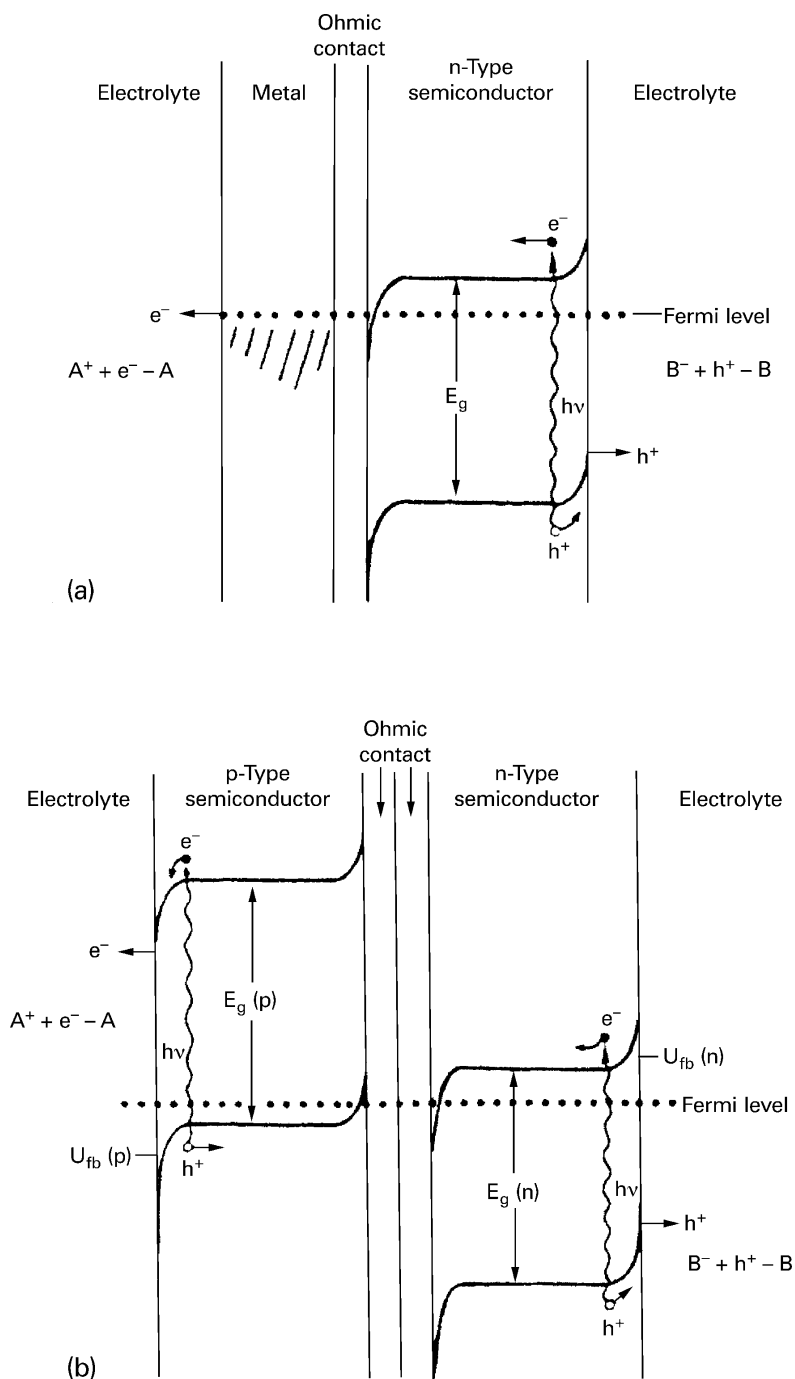 Ohmic
contact
n-Type
semiconductor
Electrolyte
Metal
Electrolyte
e⁻
e⁻
Fermi level
A⁺ + e⁻ – A
B⁻ + h⁺ – B
E_g
hν
h⁺
h⁺
(a)
Ohmic
contact
p-Type
semiconductor
n-Type
semiconductor
Electrolyte
Electrolyte
e⁻
e⁻
E_g (p)
A⁺ + e⁻ – A
e⁻
hν
U_fb (n)
Fermi level
U_fb (p)
h⁺
E_g (n)
hν
h⁺
B⁻ + h⁺ – B
h⁺
(b)